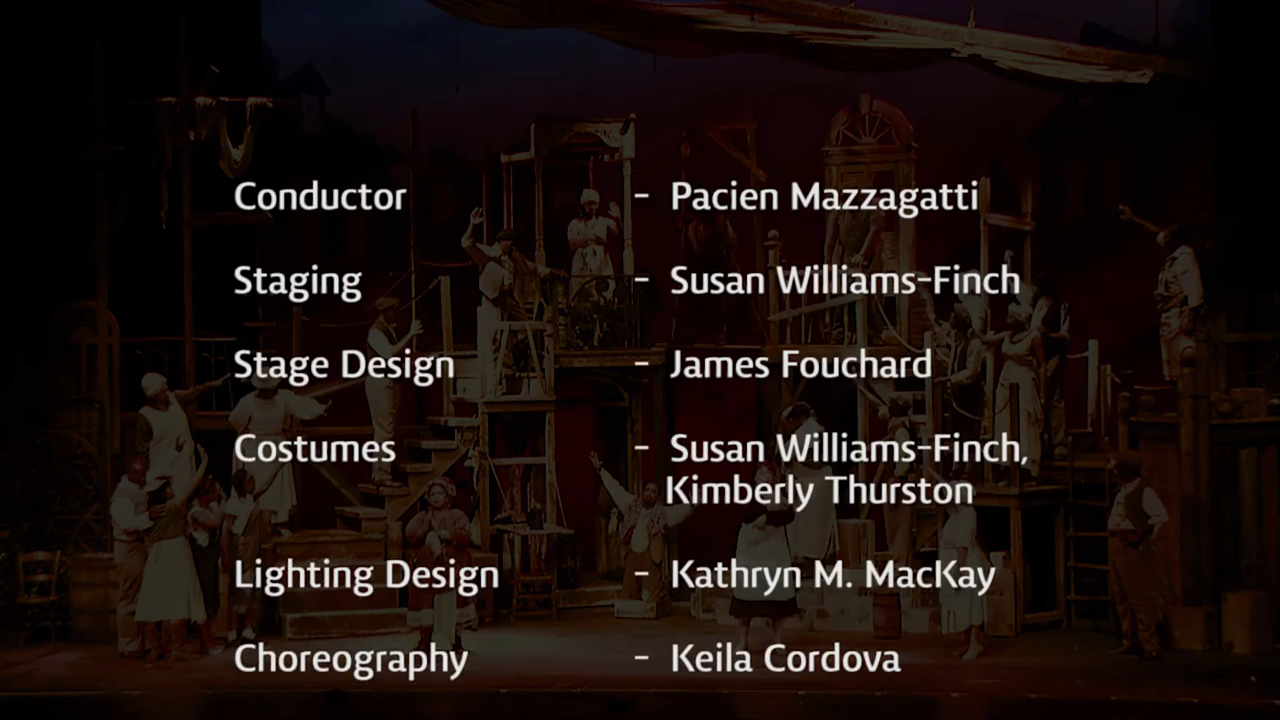 Conductor - Pacien Mazzagatti
Staging - Susan Williams-Finch
Stage Design - James Fouchard
Costumes - Susan Williams-Finch,
Kimberly Thurston
Lighting Design - Kathryn M. MacKay
Choreography - Keila Cordova